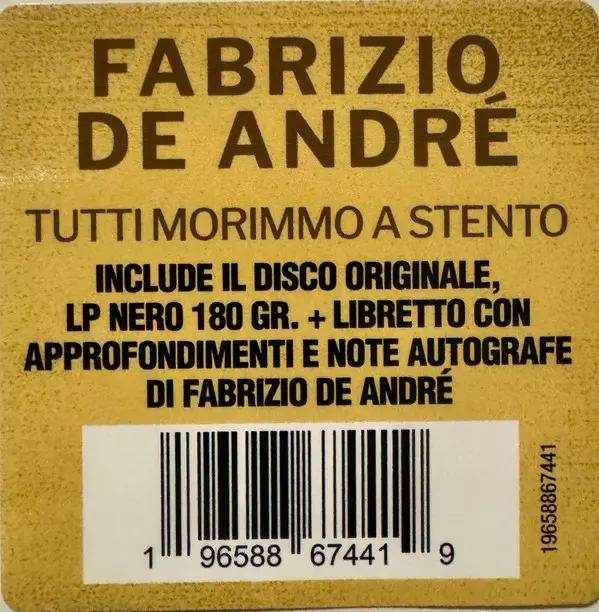 FABRIZIO
DE ANDRÉ
TUTTI MORIMMO A STENTO
INCLUDE IL DISCO ORIGINALE,
LP NERO 180 GR. + LIBRETTO CON
APPROFONDIMENTI E NOTE AUTOGRAFE
DI FABRIZIO DE ANDRÉ
1 96588 67441 9
19658867441